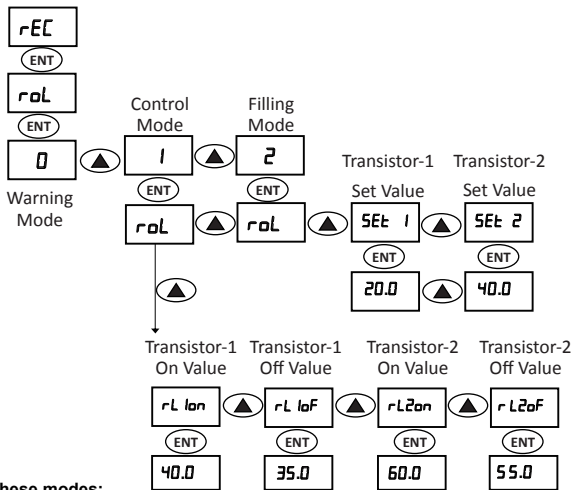 rEC
ENT
roL
ENT
Control Mode
Filling Mode
0
1
2
Warning Mode
ENT
ENT
Transistor-1 Set Value
Transistor-2 Set Value
roL
roL
SEt 1
SEt 2
ENT
ENT
20.0
40.0
Transistor-1 On Value
Transistor-1 Off Value
Transistor-2 On Value
Transistor-2 Off Value
rL1on
rL1oF
rL2on
rL2oF
ENT
ENT
ENT
ENT
40.0
35.0
60.0
55.0